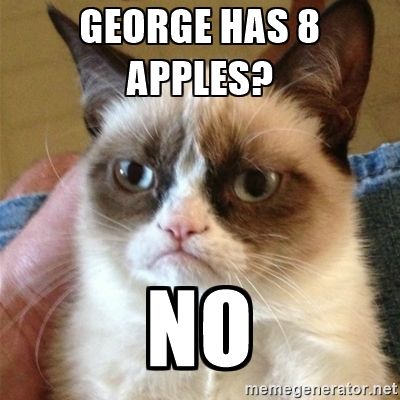 GEORGE HAS 8
APPLES?
NO
memegenerator.net